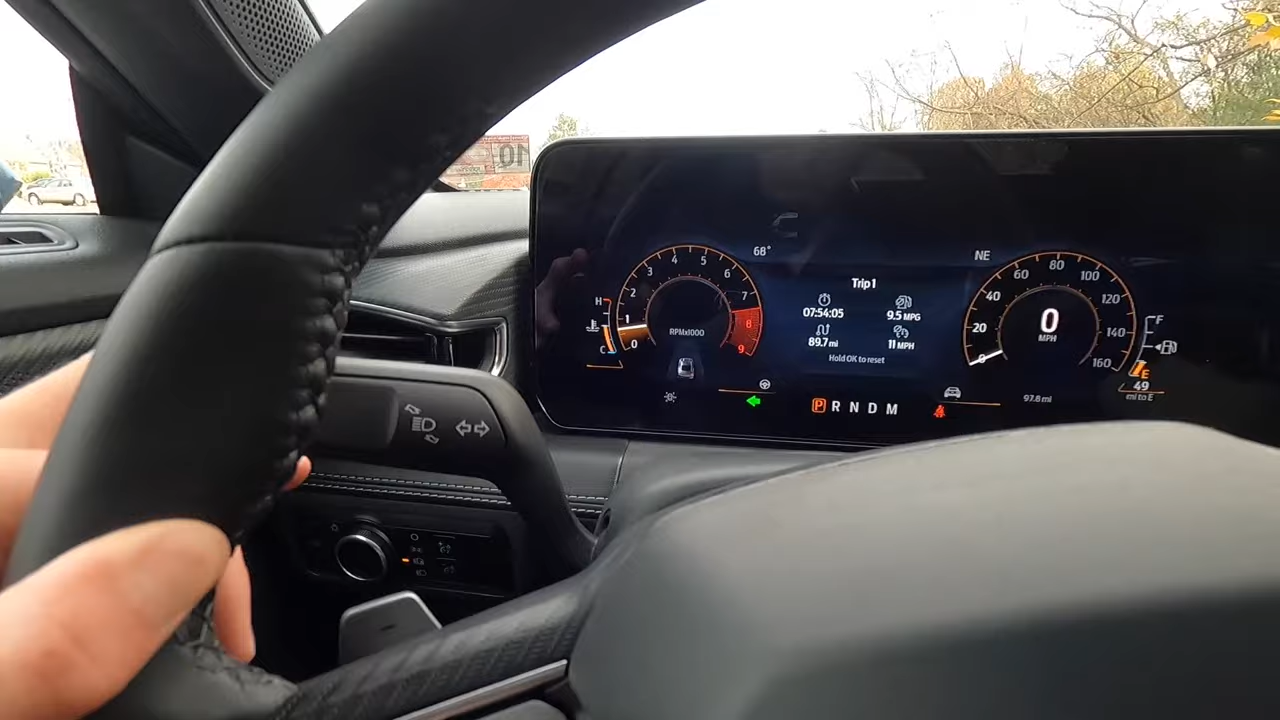 10
68°
NE
H
C
0
1
2
3
4
5
6
7
8
9
RPMx1000
Trip 1
07:54:05
9.5 MPG
89.7 mi
11 MPH
Hold OK to reset
0
20
40
60
80
100
120
140
160
0
MPH
F
E
49
mi to E
P R N D M
97.8 mi